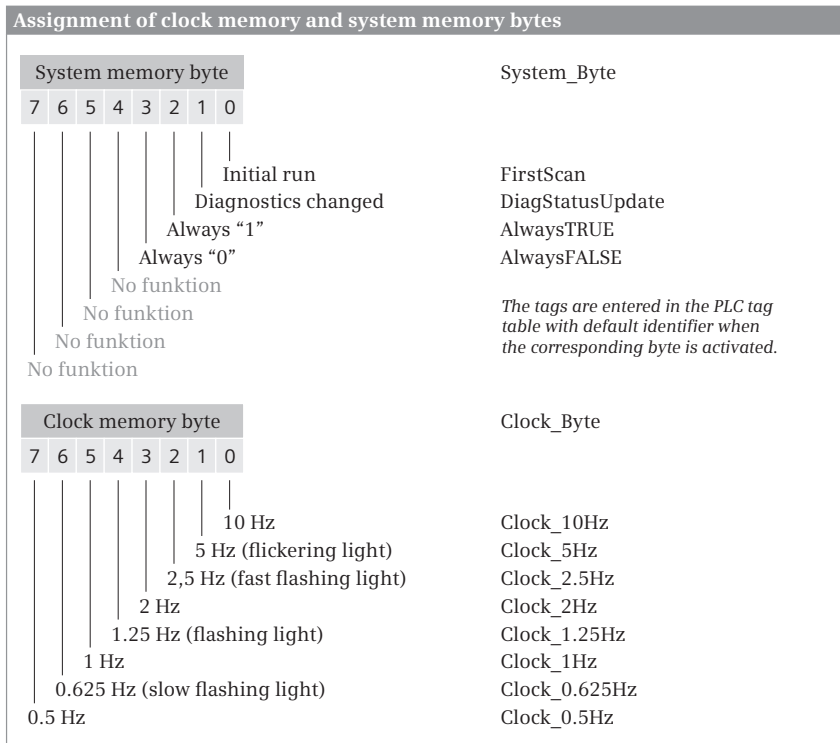 Assignment of clock memory and system memory bytes
System memory byte System_Byte
7 6 5 4 3 2 1 0
Initial run FirstScan
Diagnostics changed DiagStatusUpdate
Always “1” AlwaysTRUE
Always “0” AlwaysFALSE
No funktion
No funktion
No funktion
No funktion
The tags are entered in the PLC tag
table with default identifier when
the corresponding byte is activated.
Clock memory byte Clock_Byte
7 6 5 4 3 2 1 0
10 Hz Clock_10Hz
5 Hz (flickering light) Clock_5Hz
2,5 Hz (fast flashing light) Clock_2.5Hz
2 Hz Clock_2Hz
1.25 Hz (flashing light) Clock_1.25Hz
1 Hz Clock_1Hz
0.625 Hz (slow flashing light) Clock_0.625Hz
0.5 Hz Clock_0.5Hz